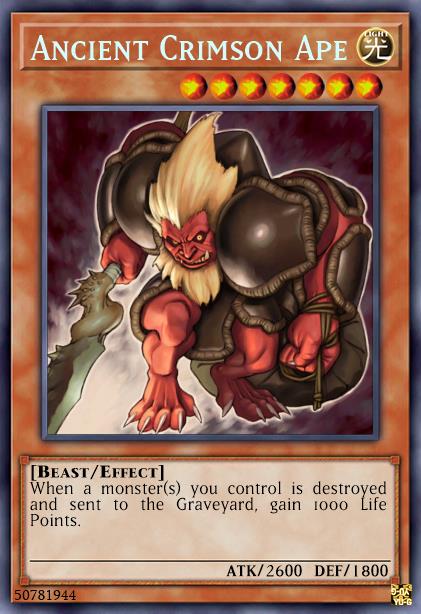 Ancient Crimson Ape
LIGHT
光
[Beast/Effect]
When a monster(s) you control is destroyed
and sent to the Graveyard, gain 1000 Life
Points.
ATK/2600 DEF/1800
50781944